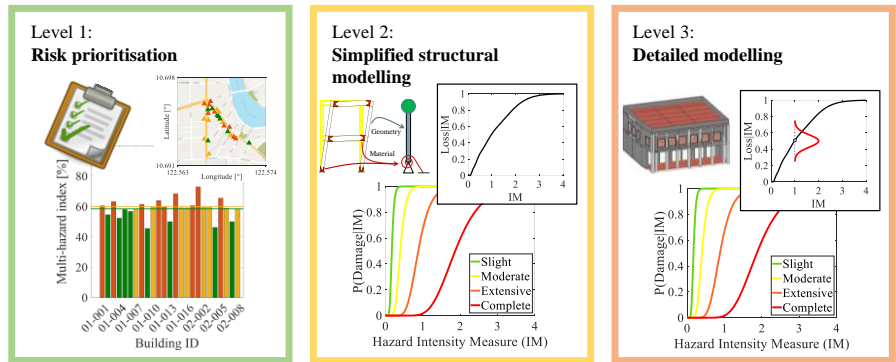 Level 1:
Risk prioritisation
10.698
Latitude [°]
10.691
122.563
122.574
Longitude [°]
Multi-hazard index [%]
80
60
40
20
0
01-001
01-004
01-007
01-010
01-013
01-016
02-002
02-005
02-008
Building ID
Level 2:
Simplified structural
modelling
Geometry
Material
Loss|IM
1
0.8
0.6
0.4
0.2
0
0 1 2 3 4
IM
P(Damage|IM)
1
0.8
0.6
0.4
0.2
0
Slight
Moderate
Extensive
Complete
0 1 2 3 4
Hazard Intensity Measure (IM)
Level 3:
Detailed modelling
Loss|IM
1
0.8
0.6
0.4
0.2
0
0 1 2 3 4
IM
P(Damage|IM)
1
0.8
0.6
0.4
0.2
0
Slight
Moderate
Extensive
Complete
0 1 2 3 4
Hazard Intensity Measure (IM)